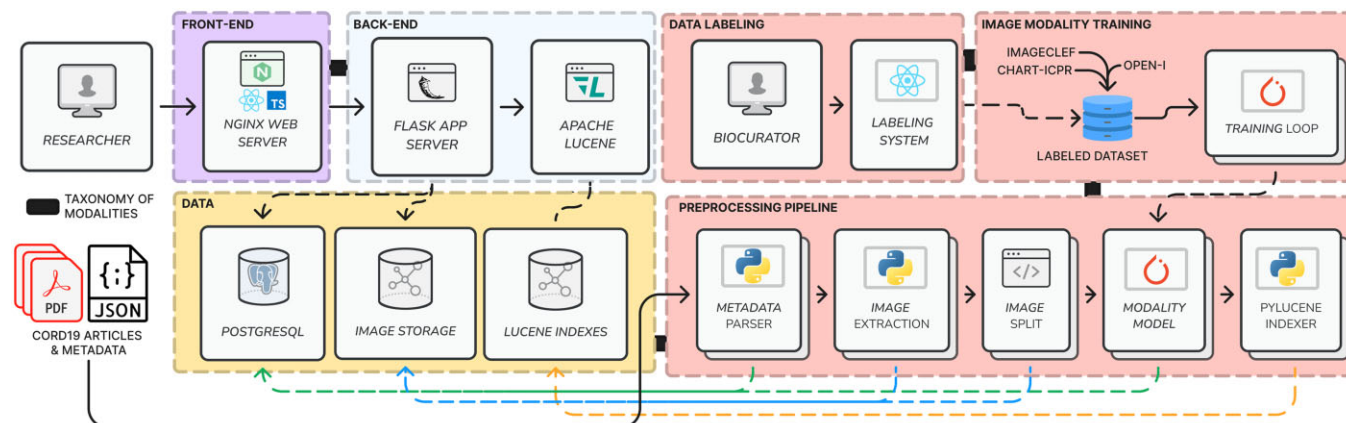 FRONT-END
BACK-END
DATA LABELING
IMAGE MODALITY TRAINING
RESEARCHER
N
TS
NGINX WEB
SERVER
FLASK APP
SERVER
APACHE
LUCENE
BIOCURATOR
LABELING
SYSTEM
IMAGECLEF
CHART-ICPR
OPEN-I
LABELED DATASET
TRAINING LOOP
TAXONOMY OF
MODALITIES
DATA
PREPROCESSING PIPELINE
PDF
{;}
JSON
CORD19 ARTICLES
& METADATA
POSTGRESQL
IMAGE STORAGE
LUCENE INDEXES
METADATA
PARSER
IMAGE
EXTRACTION
</>
IMAGE
SPLIT
MODALITY
MODEL
PYLUCENE
INDEXER